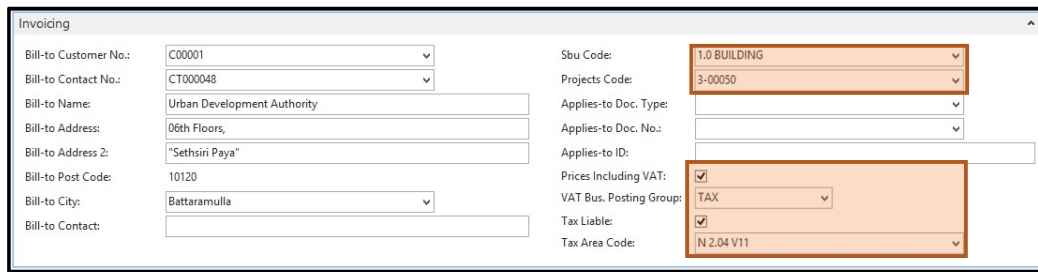 Invoicing
Bill-to Customer No.: C00001
Bill-to Contact No.: CT000048
Bill-to Name: Urban Development Authority
Bill-to Address: 06th Floors,
Bill-to Address 2: "Sethsiri Paya"
Bill-to Post Code: 10120
Bill-to City: Battaramulla
Bill-to Contact:
Sbu Code: 1.0 BUILDING
Projects Code: 3-00050
Applies-to Doc. Type:
Applies-to Doc. No.:
Applies-to ID:
Prices Including VAT:
VAT Bus. Posting Group: TAX
Tax Liable:
Tax Area Code: N 2.04 V11